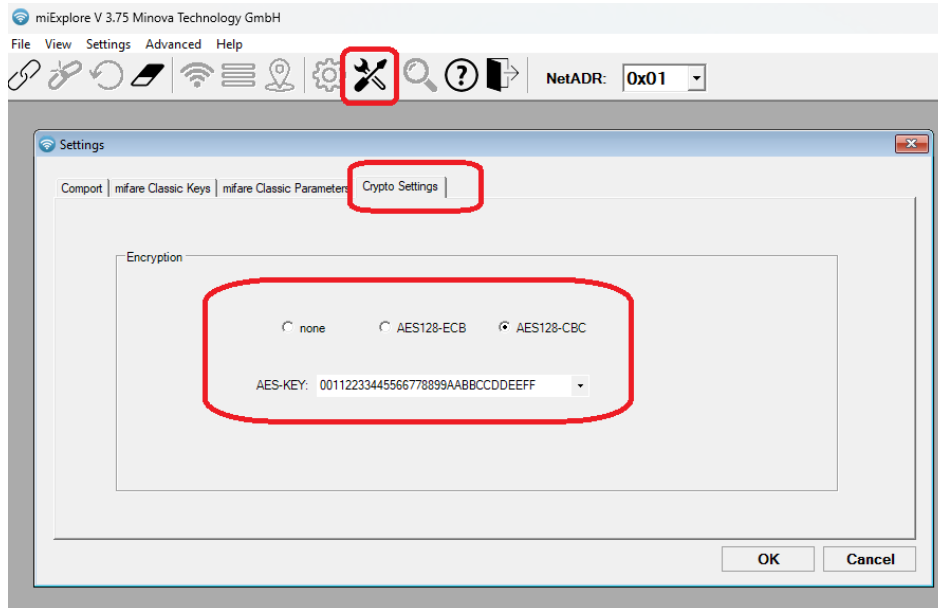 miExplore V 3.75 Minova Technology GmbH
File View Settings Advanced Help
NetADR: 0x01
Settings
Comport mifare Classic Keys mifare Classic Parameters Crypto Settings
Encryption
none AES128-ECB AES128-CBC
AES-KEY: 00112233445566778899AABBCCDDEEFF
OK Cancel